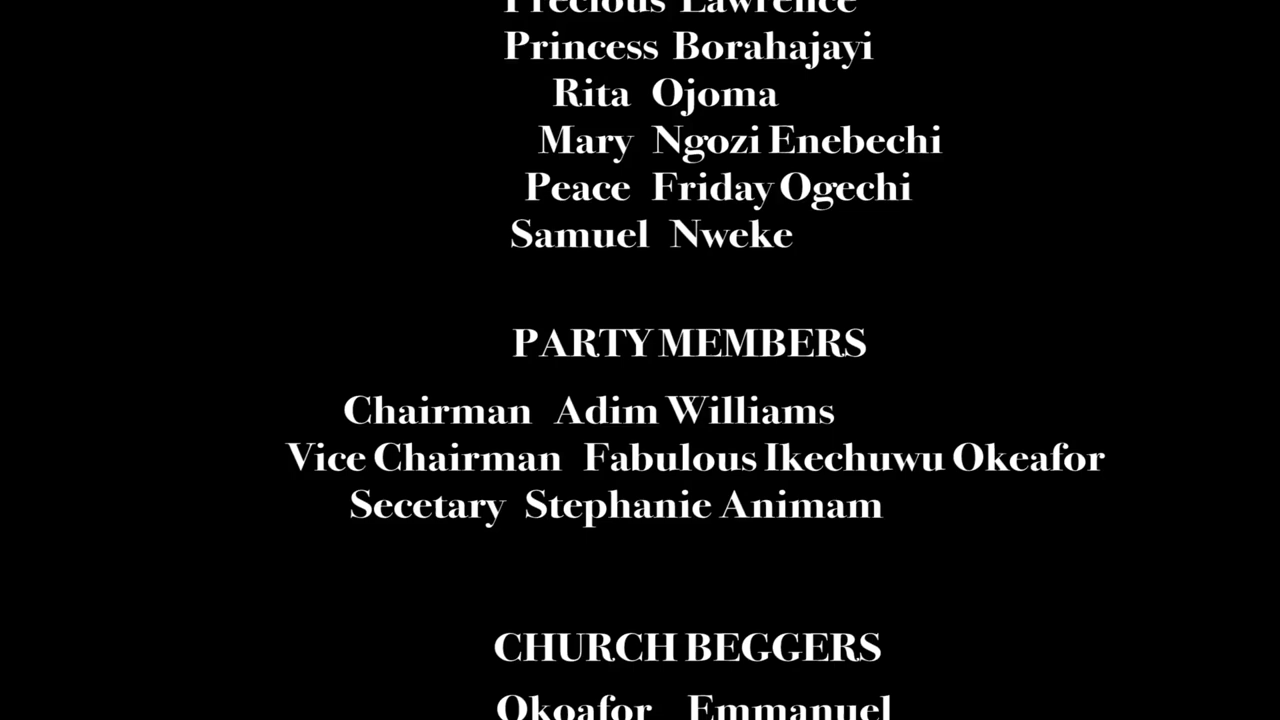 Precious Lawrence
Princess Borahajayi
Rita Ojoma
Mary Ngozi Enebechi
Peace Friday Ogechi
Samuel Nweke
PARTY MEMBERS
Chairman Adim Williams
Vice Chairman Fabulous Ikechuwu Okeafor
Secetary Stephanie Animam
CHURCH BEGGERS
Okoafor Emmanuel